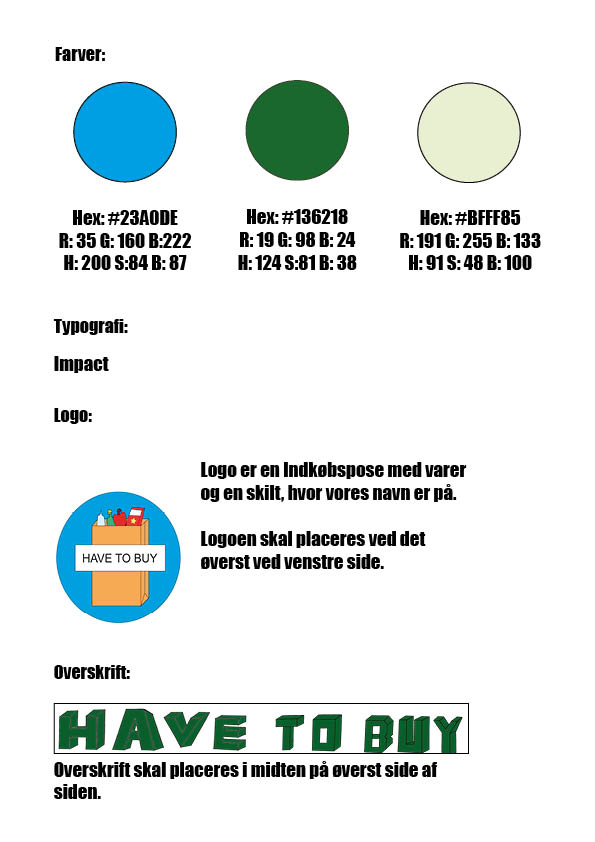 Farver:
Hex: #23A0DE
R: 35 G: 160 B:222
H: 200 S:84 B: 87
Hex: #136218
R: 19 G: 98 B: 24
H: 124 S:81 B: 38
Hex: #BFFF85
R: 191 G: 255 B: 133
H: 91 S: 48 B: 100
Typografi:
Impact
Logo:
Logo er en Indkøbspose med varer
og en skilt, hvor vores navn er på.
Logoen skal placeres ved det
øverst ved venstre side.
HAVE TO BUY
Overskrift:
HAVE TO BUY
Overskrift skal placeres i midten på øverst side af
siden.